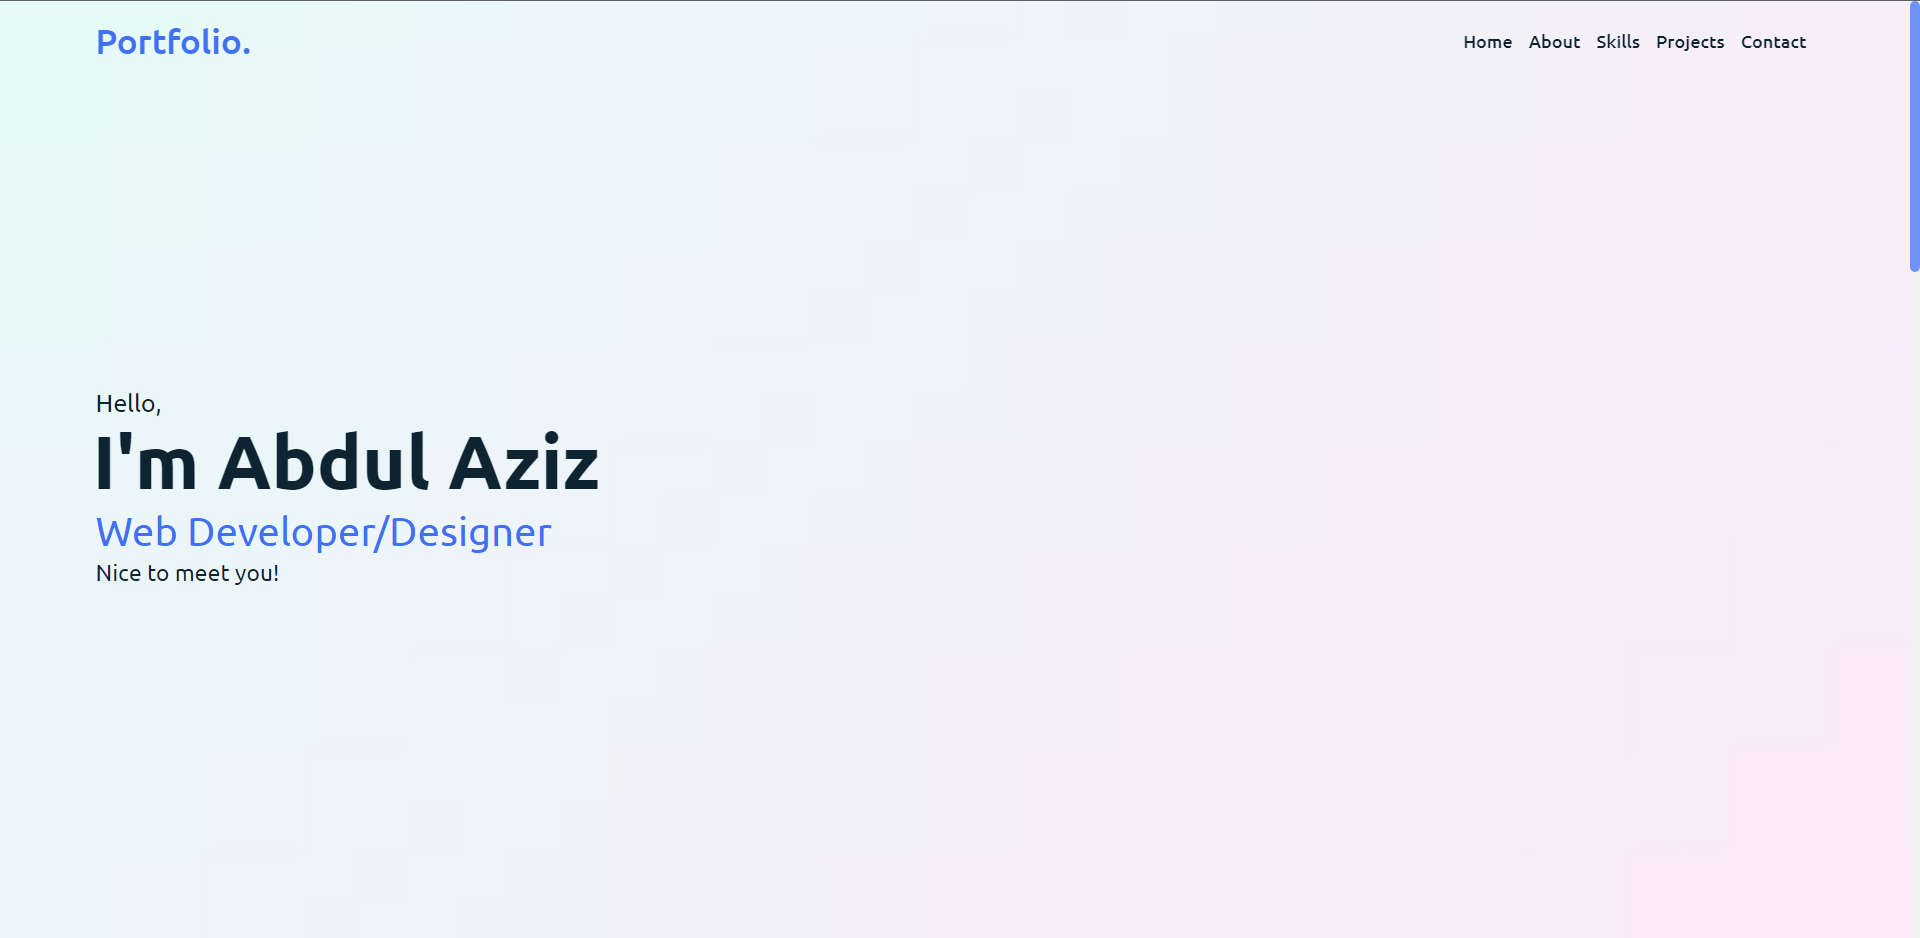 Portfolio.
Home About Skills Projects Contact
Hello,
I'm Abdul Aziz
Web Developer/Designer
Nice to meet you!